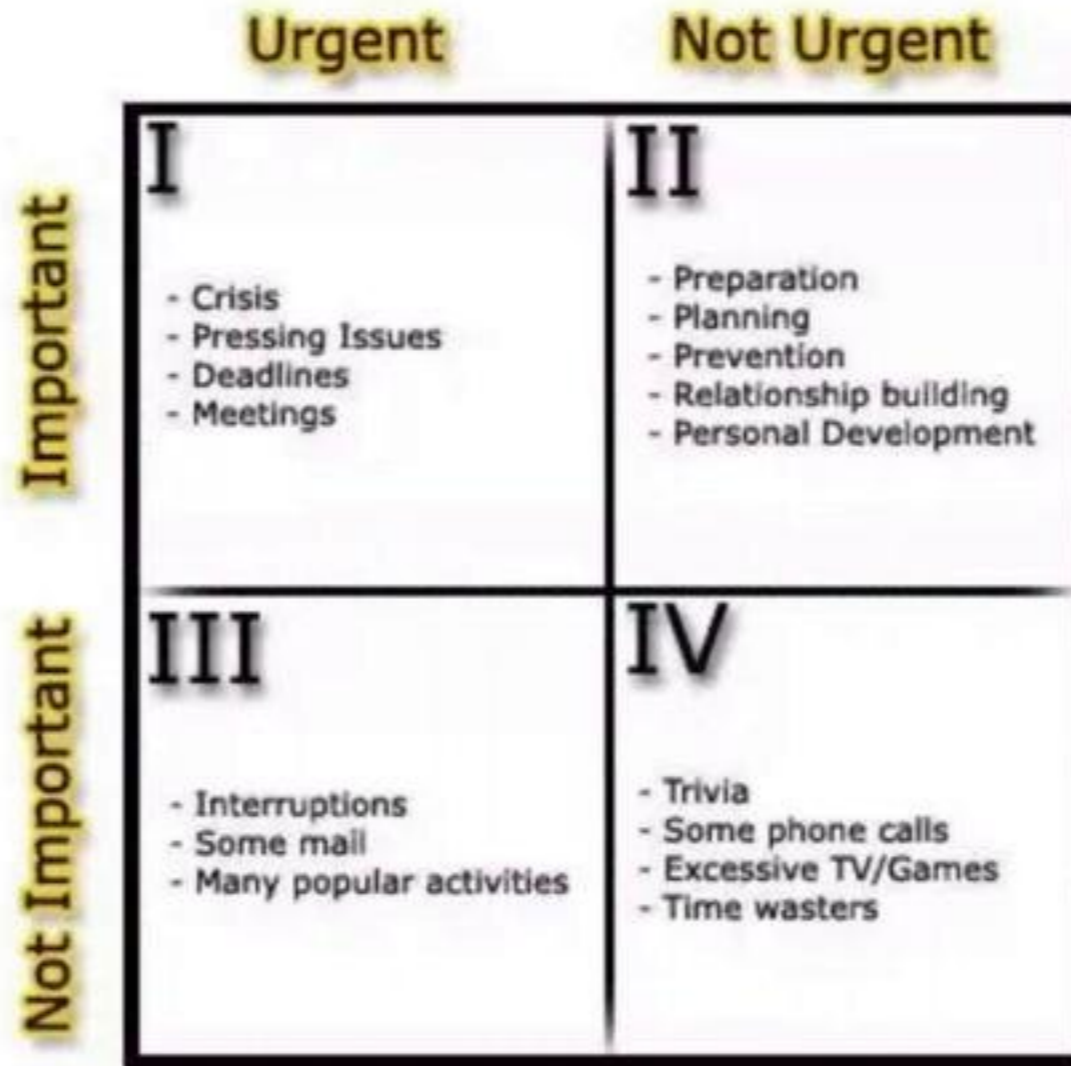 Urgent
Not Urgent
Important
I
- Crisis
- Pressing Issues
- Deadlines
- Meetings
II
- Preparation
- Planning
- Prevention
- Relationship building
- Personal Development
Not Important
III
- Interruptions
- Some mail
- Many popular activities
IV
- Trivia
- Some phone calls
- Excessive TV/Games
- Time wasters